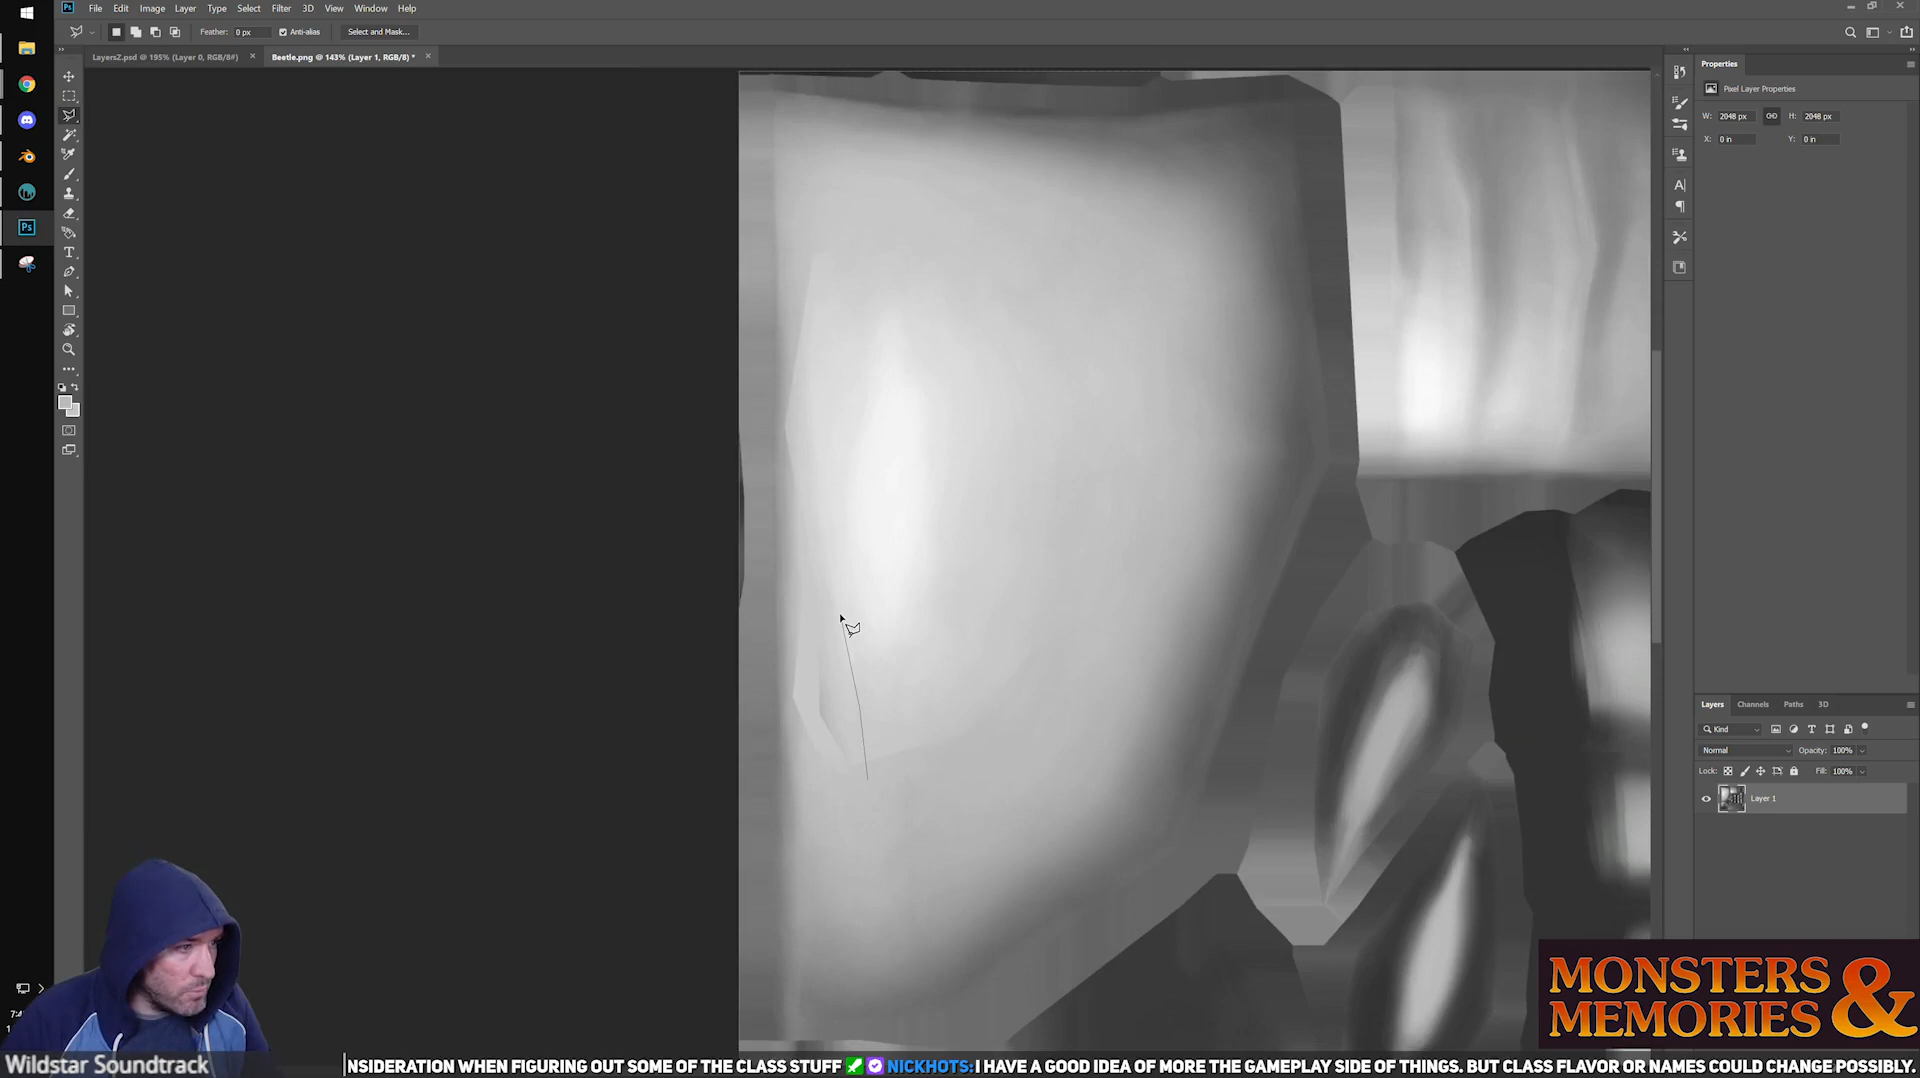 File Edit Image Layer Type Select Filter 3D View Window Help
Feather: 0 px Anti-alias Select and Mask...
LayersZ.psd @ 195% (Layer 0, RGB/8#) Beetle.png @ 143% (Layer 1, RGB/8) *
Properties
Pixel Layer Properties
W: 2048 px H: 2048 px
X: 0 in Y: 0 in
Layers Channels Paths 3D
Kind
Normal Opacity: 100%
Lock: Fill: 100%
Layer 1
MONSTERS
& MEMORIES
Wildstar Soundtrack
NSIDERATION WHEN FIGURING OUT SOME OF THE CLASS STUFF NICKHOTS: I HAVE A GOOD IDEA OF MORE THE GAMEPLAY SIDE OF THINGS. BUT CLASS FLAVOR OR NAMES COULD CHANGE POSSIBLY.